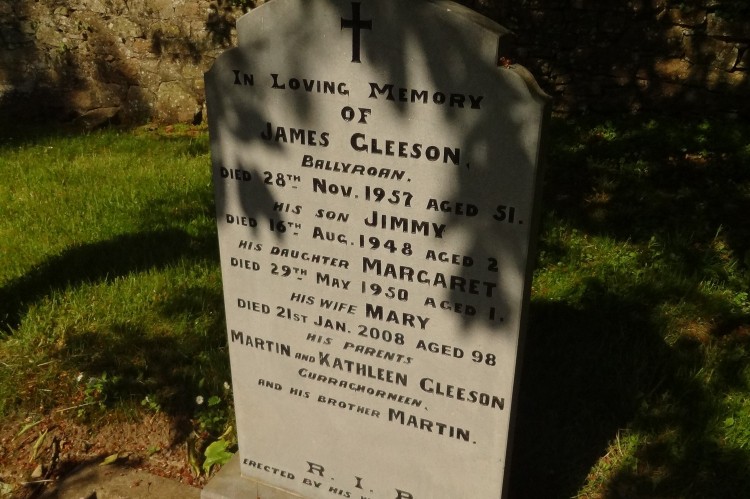 IN LOVING MEMORY
OF
JAMES GLEESON.
BALLYROAN.
DIED 28TH NOV. 1957 AGED 51.
HIS SON JIMMY
DIED 16TH AUG. 1948 AGED 2
HIS DAUGHTER MARGARET
DIED 29TH MAY 1950 AGED 1.
HIS WIFE MARY
DIED 21ST JAN. 2008 AGED 98
HIS PARENTS
MARTIN AND KATHLEEN GLEESON
CURRAGHORNEEN.
AND HIS BROTHER MARTIN.
R. I. P.
ERECTED BY HIS